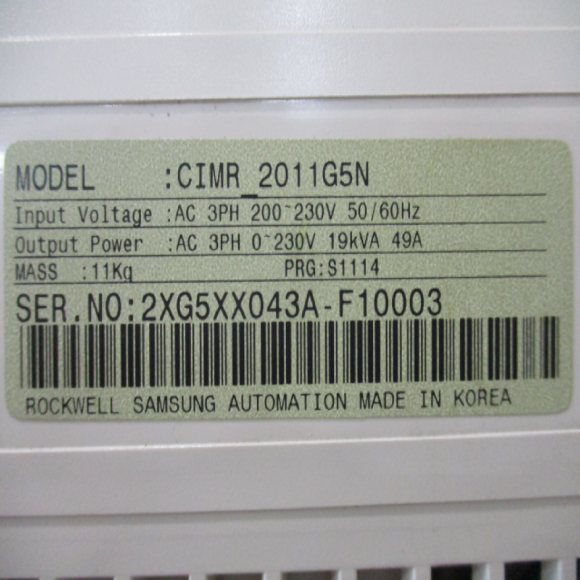 MODEL :CIMR_2011G5N
Input Voltage :AC 3PH 200~230V 50/60Hz
Output Power :AC 3PH 0~230V 19kVA 49A
MASS :11Kg PRG:S1114
SER.NO:2XG5XX043A-F10003
ROCKWELL SAMSUNG AUTOMATION MADE IN KOREA